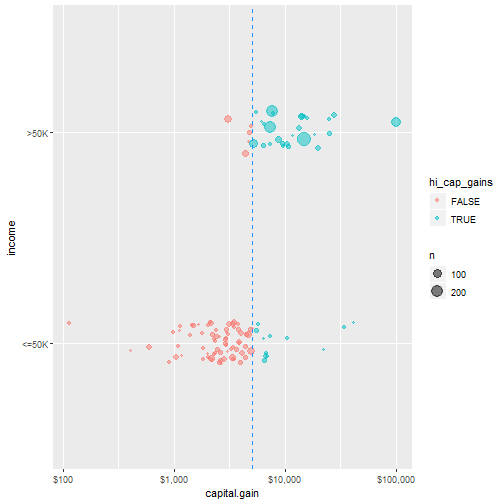 >50K
<=50K
income
$100
$1,000
$10,000
$100,000
capital.gain
hi_cap_gains
FALSE
TRUE
n
100
200